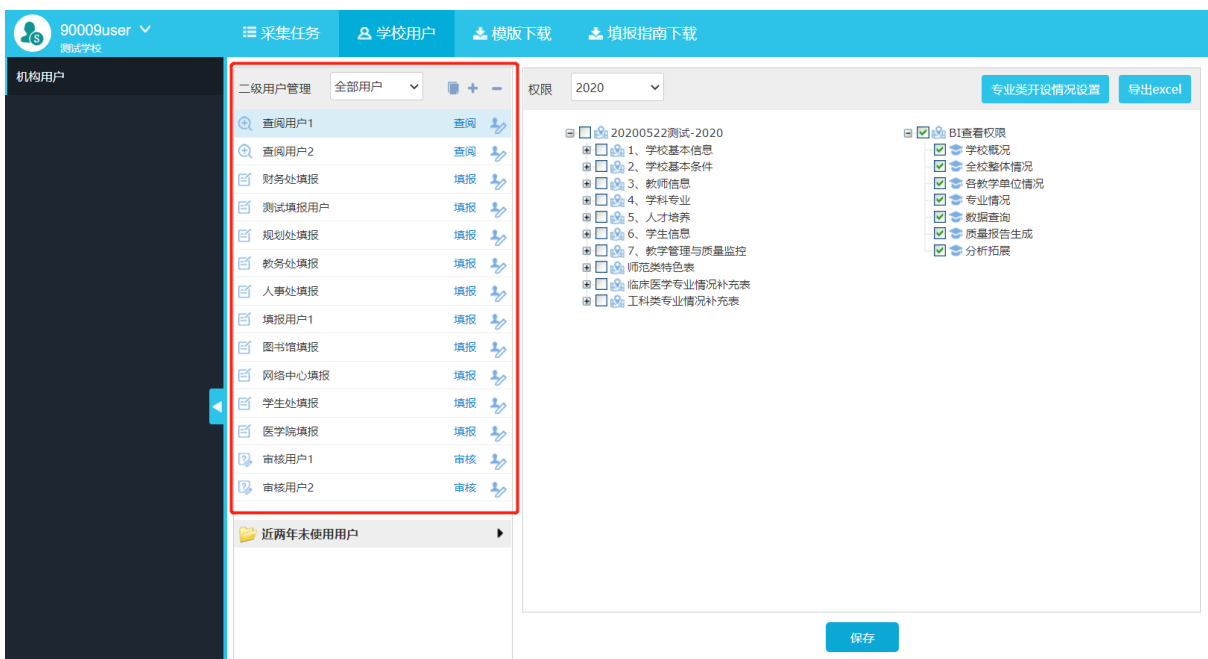 90009user
测试学校
采集任务
学校用户
模版下载
填报指南下载
机构用户
二级用户管理 全部用户
查阅用户1 查阅
查阅用户2 查阅
财务处填报 填报
测试填报用户 填报
规划处填报 填报
教务处填报 填报
人事处填报 填报
填报用户1 填报
图书馆填报 填报
网络中心填报 填报
学生处填报 填报
医学院填报 填报
审核用户1 审核
审核用户2 审核
近两年未使用用户
权限 2020
专业类开设情况设置
导出excel
20200522测试-2020
1、学校基本信息
2、学校基本条件
3、教师信息
4、学科专业
5、人才培养
6、学生信息
7、教学管理与质量监控
师范类特色表
临床医学专业情况补充表
工科类专业情况补充表
BI查看权限
学校概况
全校整体情况
各教学单位情况
专业情况
数据查询
质量报告生成
分析拓展
保存